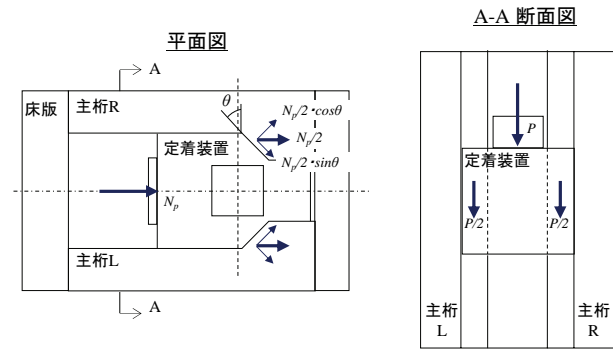 平面図
A
床版
主桁R
θ
N_p/2・cosθ
N_p/2
N_p/2・sinθ
定着装置
N_p
主桁L
A
A-A 断面図
P
定着装置
P/2
P/2
主桁
L
主桁
R